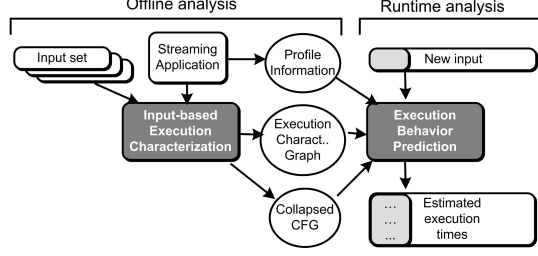 Offline analysis
Runtime analysis
Input set
Streaming
Application
Profile
Information
New input
Input-based
Execution
Characterization
Execution
Charact..
Graph
Execution
Behavior
Prediction
Collapsed
CFG
…
…
...
Estimated
execution
times